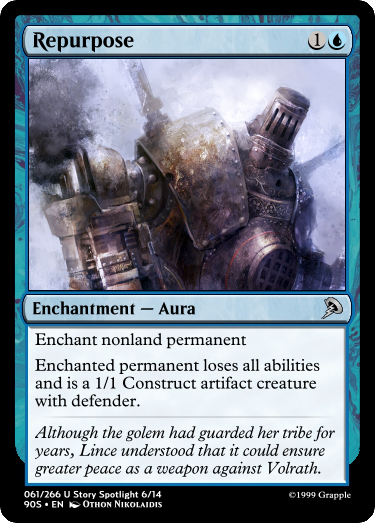 Repurpose 1
Enchantment — Aura
Enchant nonland permanent
Enchanted permanent loses all abilities
and is a 1/1 Construct artifact creature
with defender.
Although the golem had guarded her tribe for
years, Lince understood that it could ensure
greater peace as a weapon against Volrath.
061/266 U Story Spotlight 6/14
90S • EN Othon Nikolaidis
©1999 Grapple